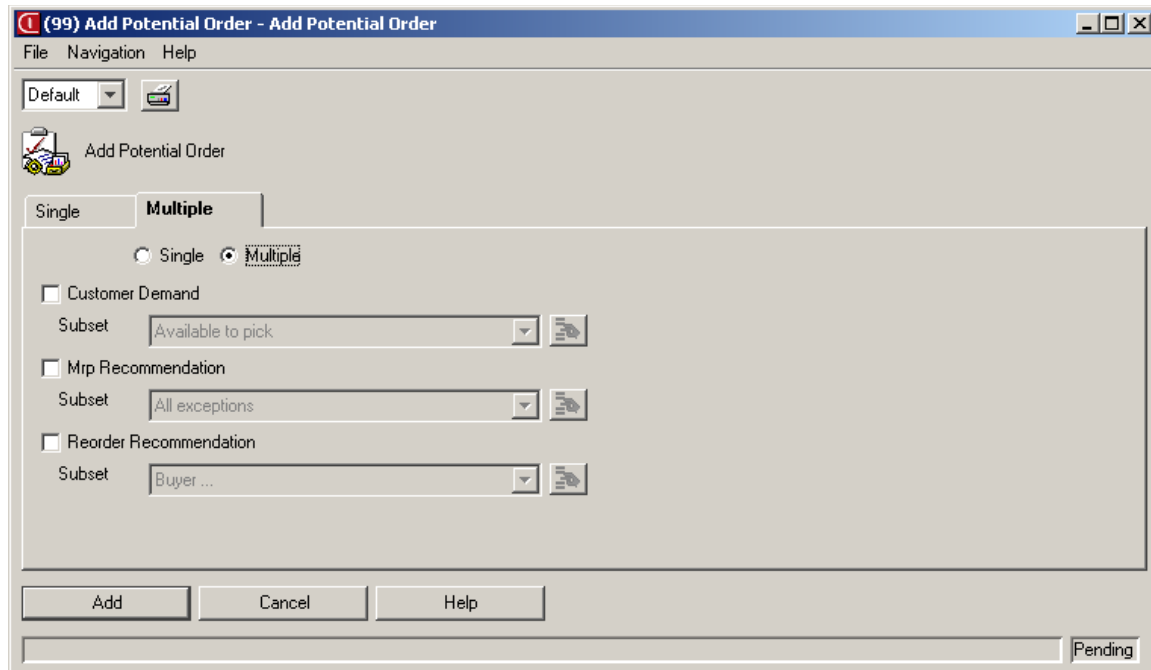 (99) Add Potential Order - Add Potential Order
File Navigation Help
Default
Add Potential Order
Single Multiple
Single Multiple
Customer Demand
Subset Available to pick
Mrp Recommendation
Subset All exceptions
Reorder Recommendation
Subset Buyer ...
Add Cancel Help
Pending